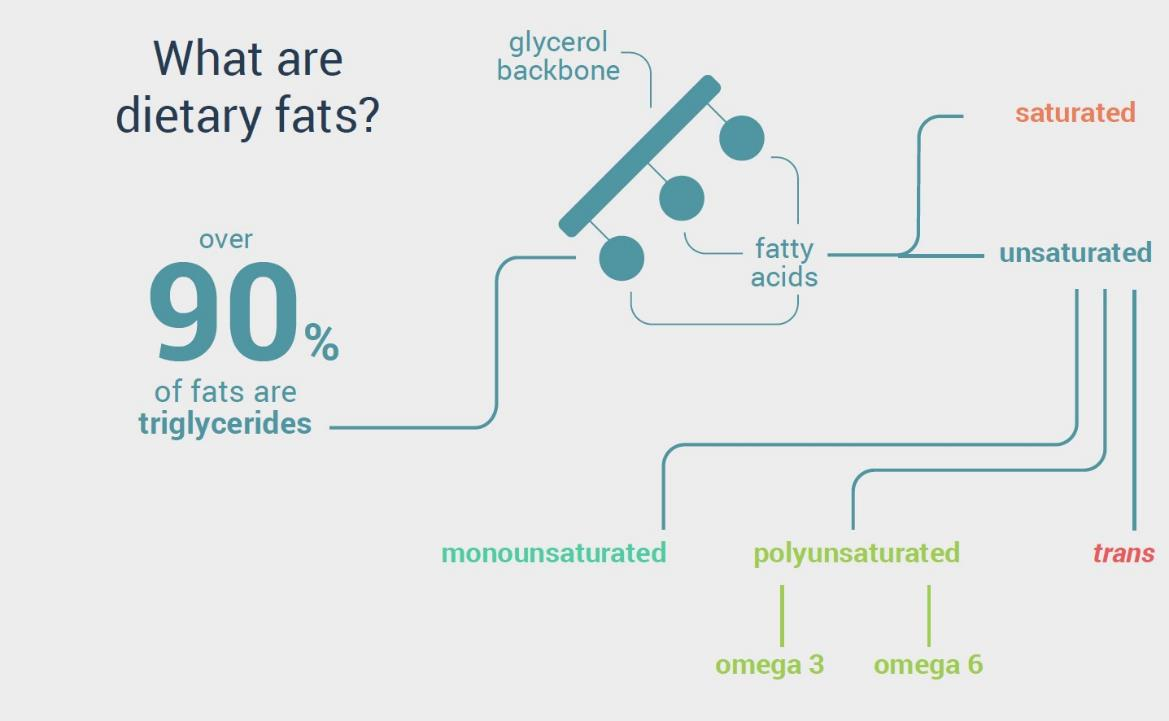 What are
dietary fats?
glycerol
backbone
saturated
over
90%
of fats are
triglycerides
fatty
acids
unsaturated
monounsaturated
polyunsaturated
trans
omega 3
omega 6